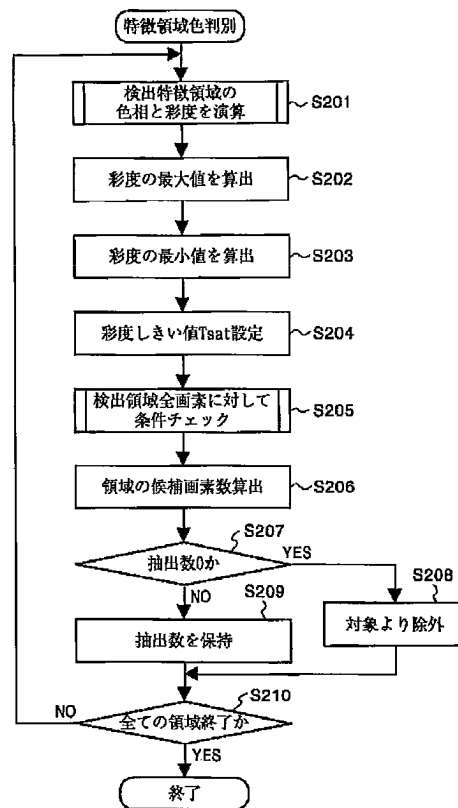 特徴領域色判別
検出特徴領域の
色相と彩度を演算
S201
彩度の最大値を算出
S202
彩度の最小値を算出
S203
彩度しきい値Tsat設定
S204
検出領域全画素に対して
条件チェック
S205
領域の候補画素数算出
S206
S207
抽出数0か
YES
NO
S209
S208
抽出数を保持
対象より除外
S210
NO
全ての領域終了か
YES
終了